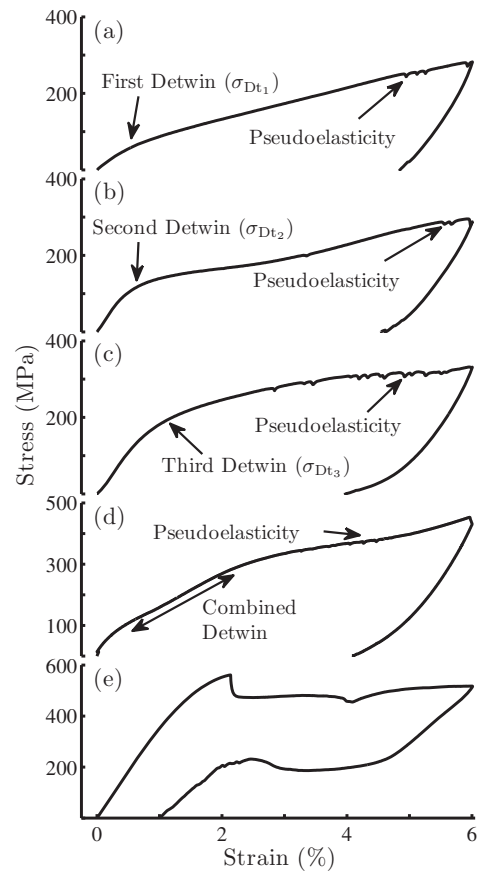 400
(a)
First Detwin (σDt₁)
200
Pseudoelasticity
400
(b)
Second Detwin (σDt₂)
200
Pseudoelasticity
400
(c)
200
Pseudoelasticity
Third Detwin (σDt₃)
Stress (MPa)
500
(d)
Pseudoelasticity
300
Combined
Detwin
100
600
(e)
400
200
0 2 4 6
Strain (%)